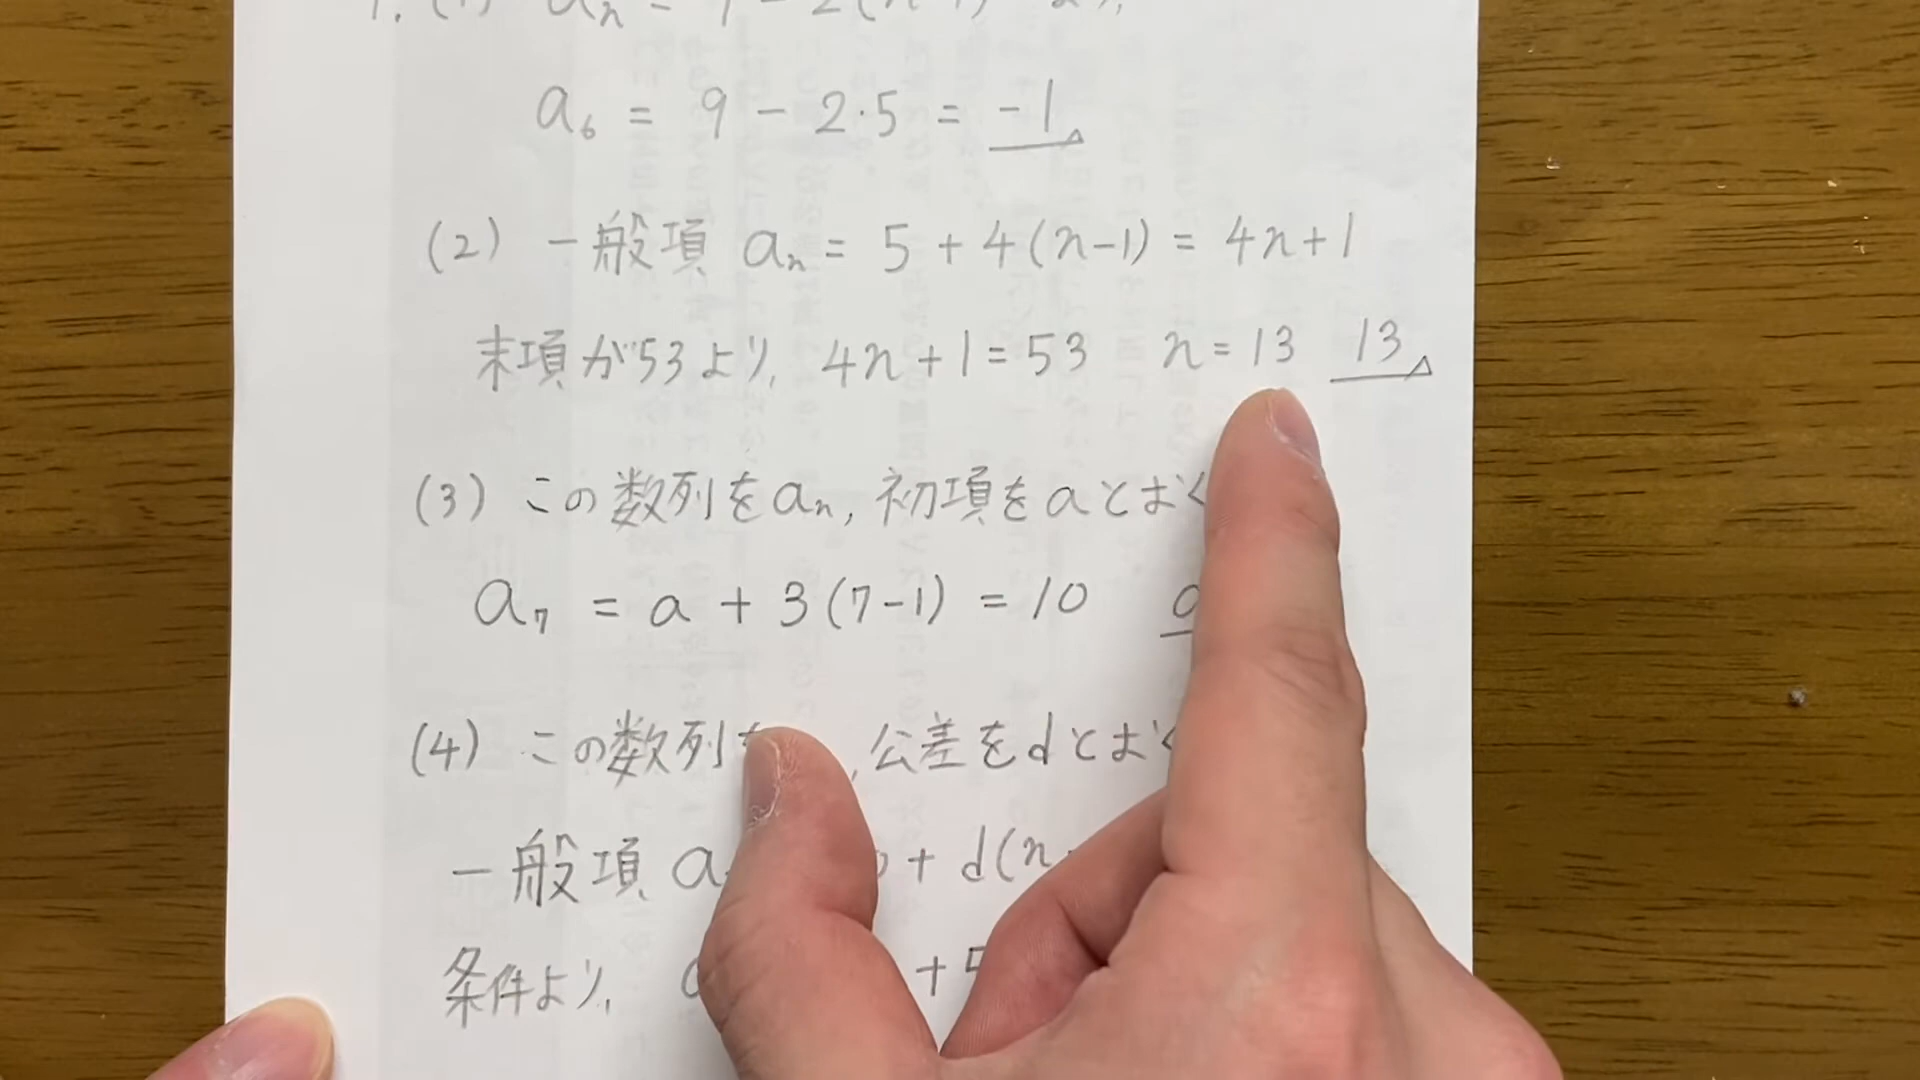 a₆ = 9 - 2·5 = -1
(2) 一般項 aₙ = 5 + 4(n-1) = 4n+1
末項が53より, 4n+1=53 n=13 13
(3) この数列をaₙ, 初項をaとおく
a₇ = a + 3(7-1) = 10
(4) この数列を , 公差をdとおく
一般項 a + d(n
条件より, +5